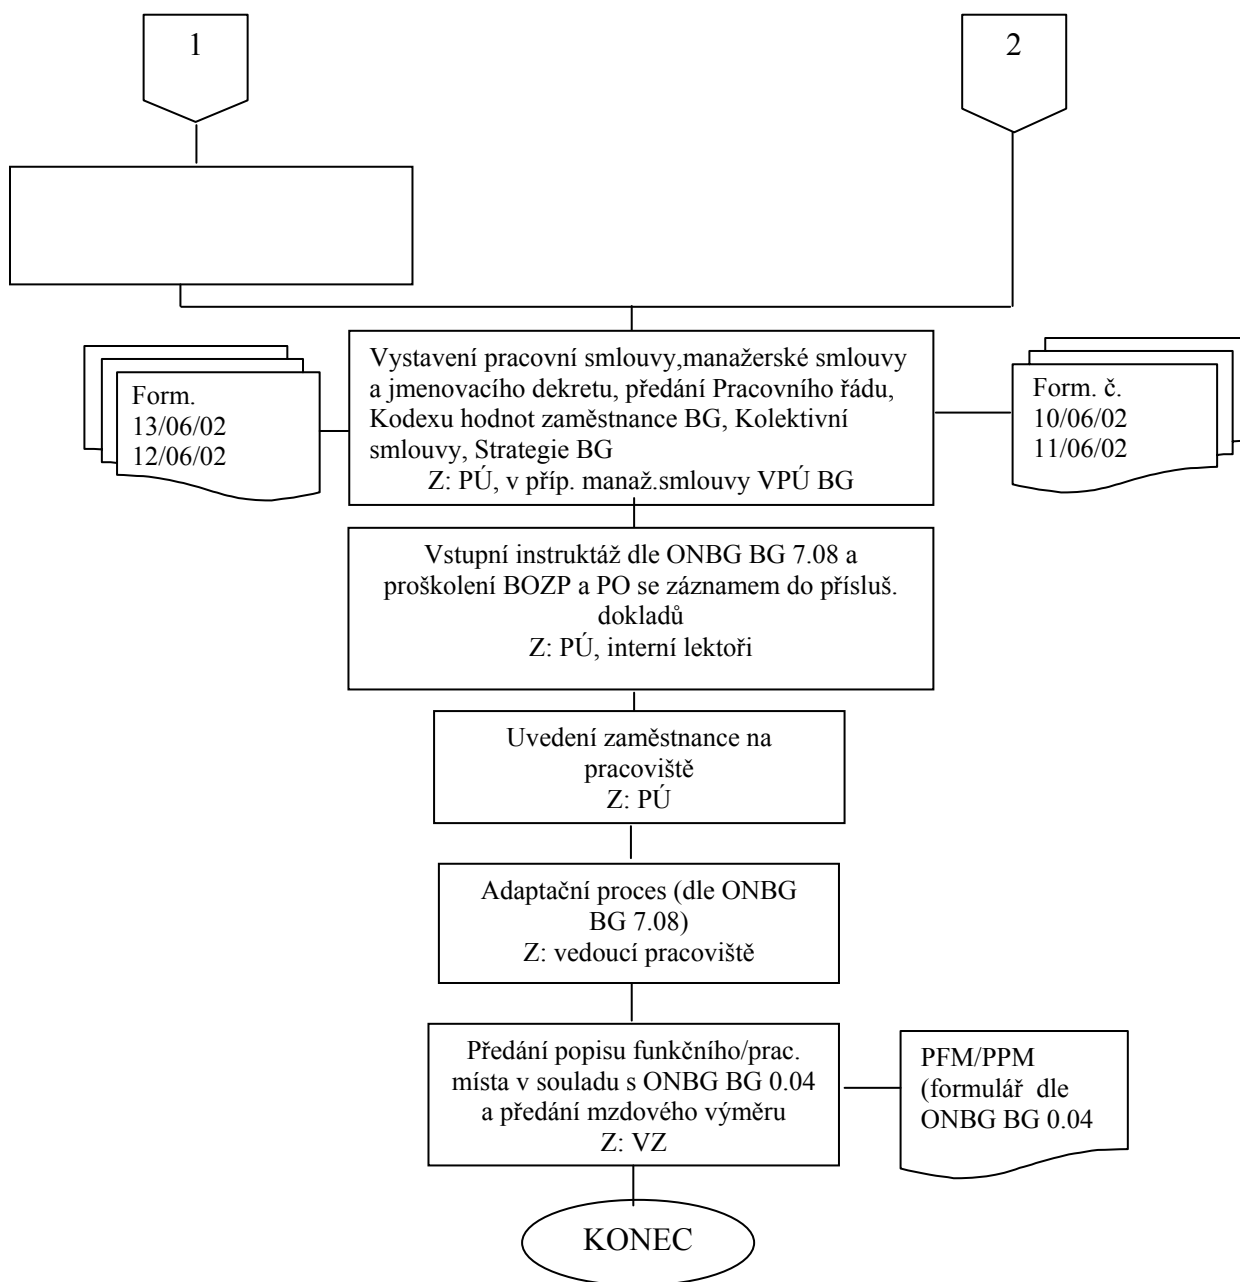 1
2
Vystavení pracovní smlouvy,manažerské smlouvy
a jmenovacího dekretu, předání Pracovního řádu,
Kodexu hodnot zaměstnance BG, Kolektivní
smlouvy, Strategie BG
Z: PÚ, v příp. manaž.smlouvy VPÚ BG
Form.
13/06/02
12/06/02
Form. č.
10/06/02
11/06/02
Vstupní instruktáž dle ONBG BG 7.08 a
proškolení BOZP a PO se záznamem do přísluš.
dokladů
Z: PÚ, interní lektoři
Uvedení zaměstnance na
pracoviště
Z: PÚ
Adaptační proces (dle ONBG
BG 7.08)
Z: vedoucí pracoviště
Předání popisu funkčního/prac.
místa v souladu s ONBG BG 0.04
a předání mzdového výměru
Z: VZ
PFM/PPM
(formulář  dle
ONBG BG 0.04
KONEC